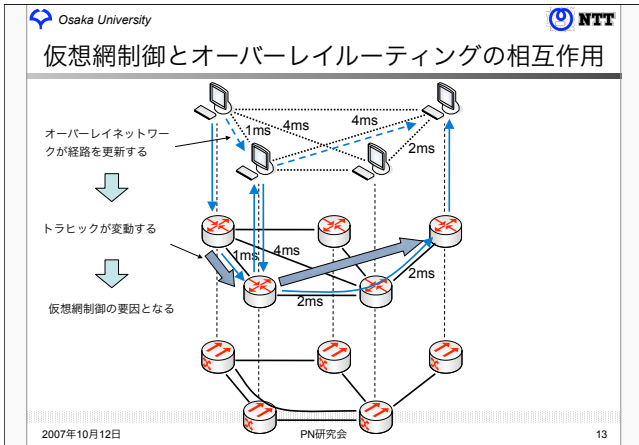 Osaka University
NTT
仮想網制御とオーバーレイルーティングの相互作用
オーバーレイネットワー
クが経路を更新する
トラヒックが変動する
仮想網制御の要因となる
1ms
4ms
4ms
2ms
1ms
4ms
2ms
2ms
2007年10月12日
PN研究会
13